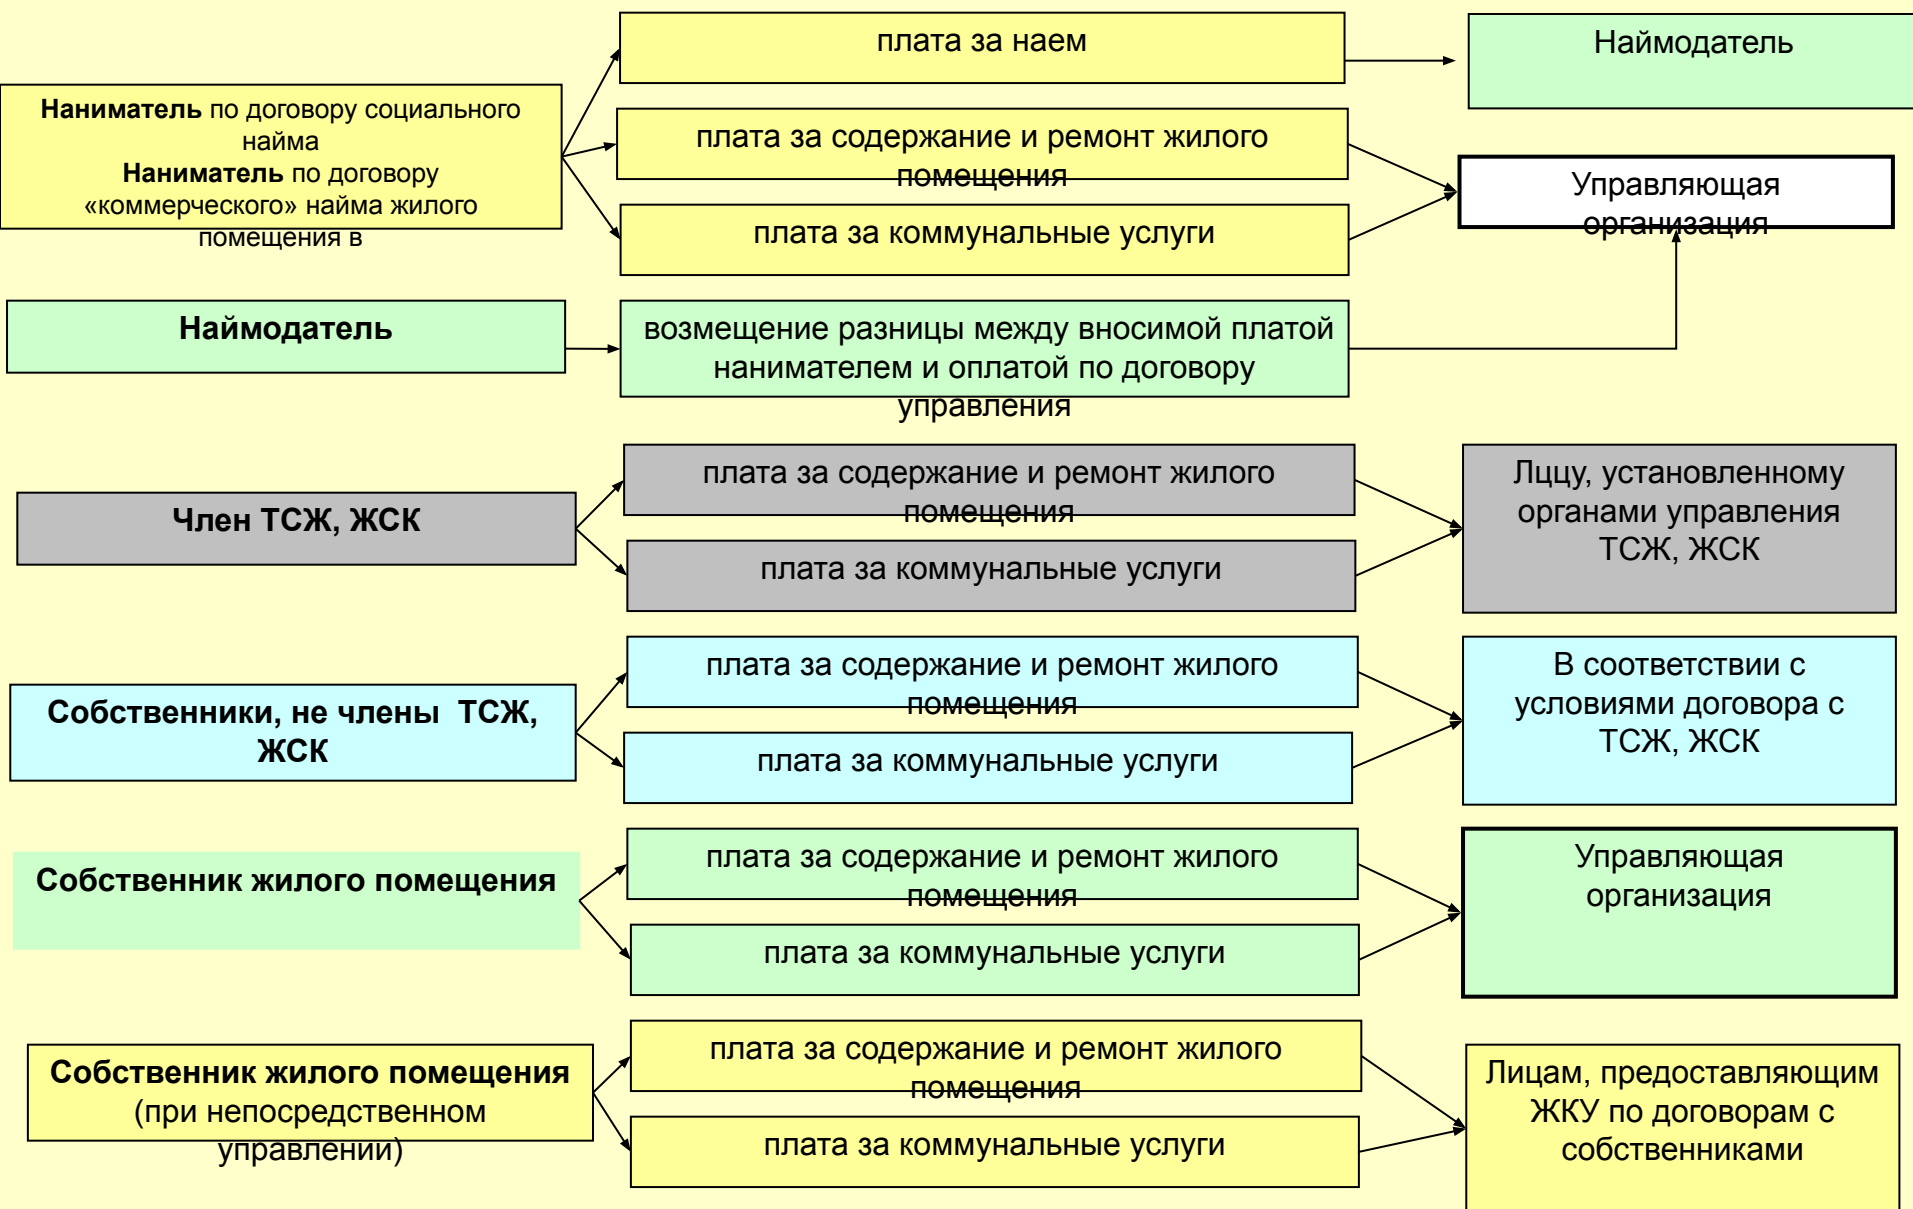 плата за наем
Наймодатель
Наниматель по договору социального
найма
Наниматель по договору
«коммерческого» найма жилого
помещения в
плата за содержание и ремонт жилого
помещения
плата за коммунальные услуги
Управляющая
организация
Наймодатель
возмещение разницы между вносимой платой
нанимателем и оплатой по договору
управления
Член ТСЖ, ЖСК
плата за содержание и ремонт жилого
помещения
плата за коммунальные услуги
Лццу, установленному
органами управления
ТСЖ, ЖСК
Собственники, не члены ТСЖ,
ЖСК
плата за содержание и ремонт жилого
помещения
плата за коммунальные услуги
В соответствии с
условиями договора с
ТСЖ, ЖСК
Собственник жилого помещения
плата за содержание и ремонт жилого
помещения
плата за коммунальные услуги
Управляющая
организация
Собственник жилого помещения
(при непосредственном
управлении)
плата за содержание и ремонт жилого
помещения
плата за коммунальные услуги
Лицам, предоставляющим
ЖКУ по договорам с
собственниками